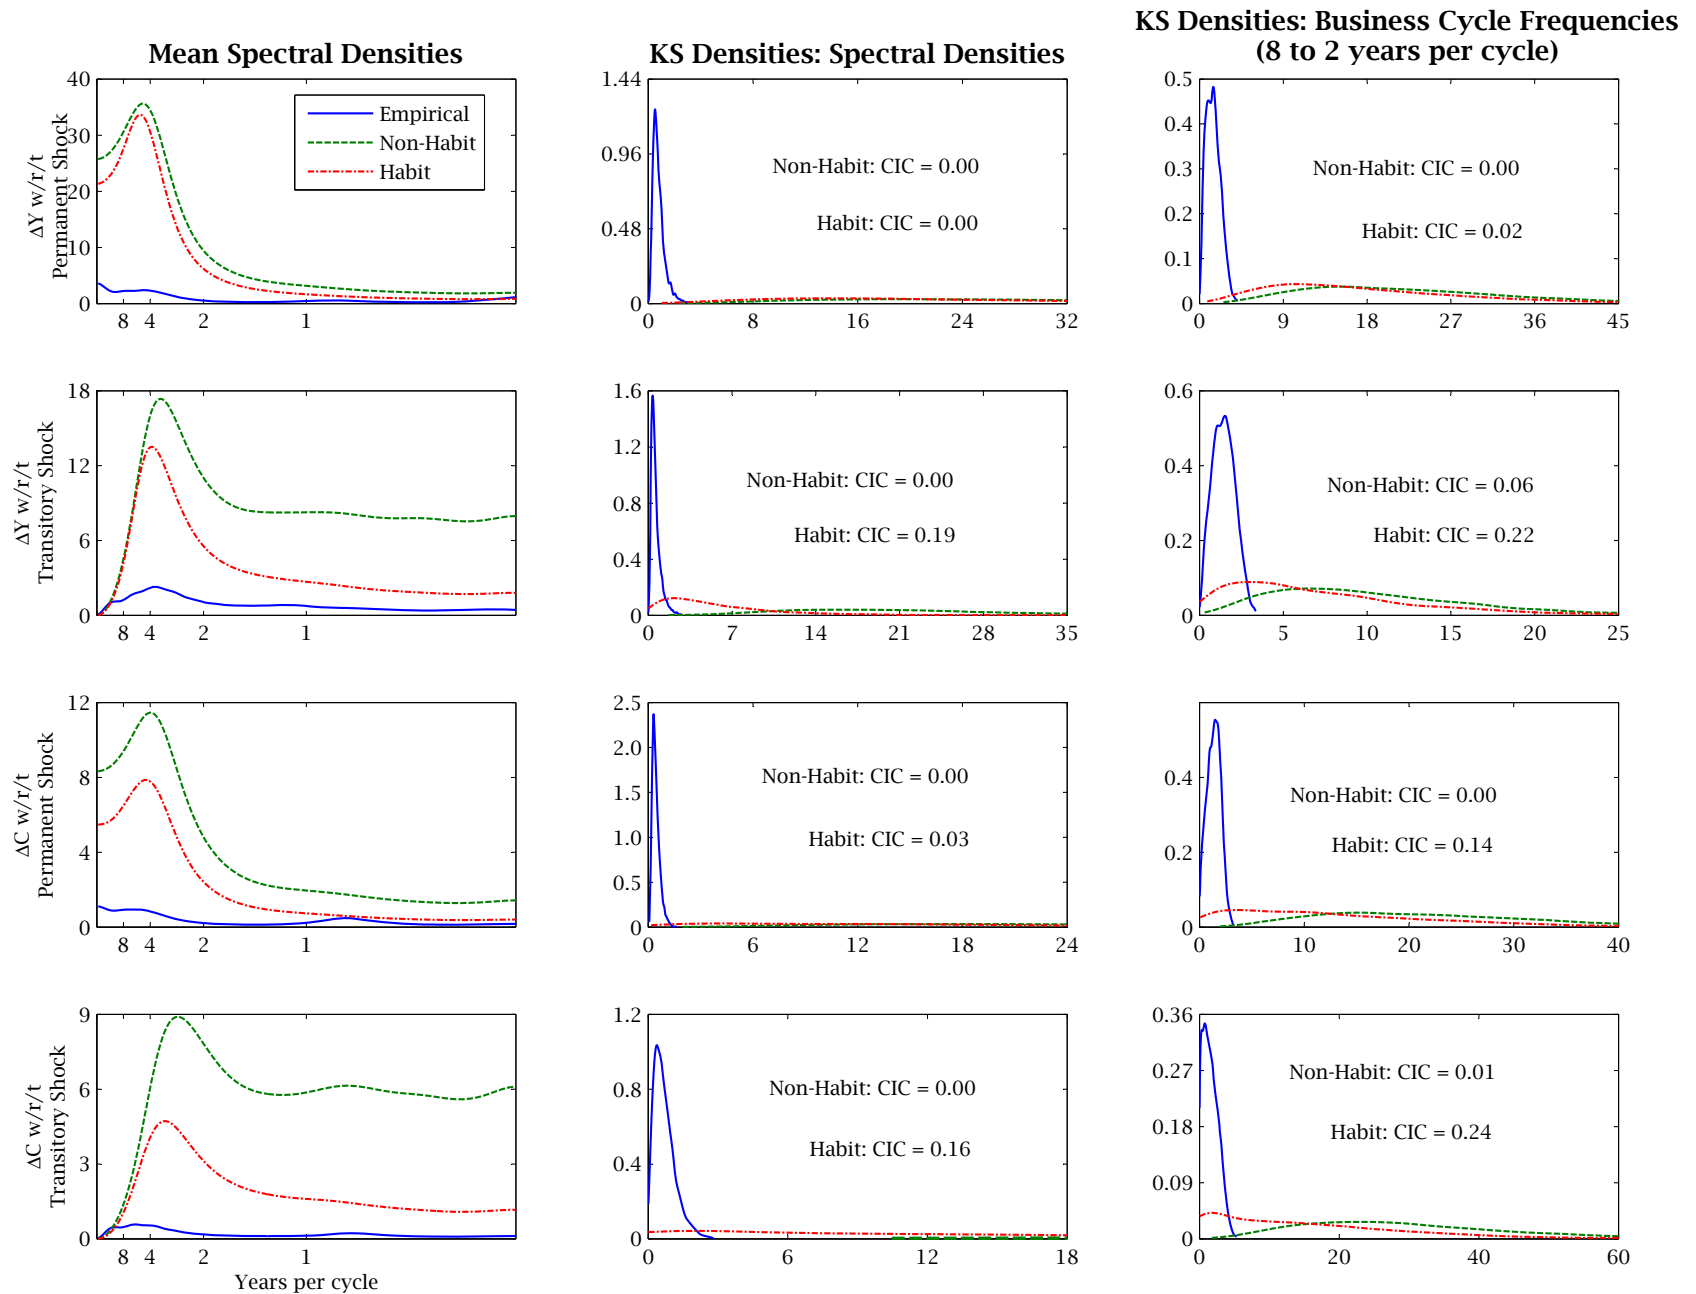 Mean Spectral Densities
KS Densities: Spectral Densities
KS Densities: Business Cycle Frequencies
(8 to 2 years per cycle)
ΔY w/r/t
Permanent Shock
40
30
20
10
0
8 4 2 1
Empirical
Non-Habit
Habit
1.44
0.96
0.48
0
0 8 16 24 32
Non-Habit: CIC = 0.00
Habit: CIC = 0.00
0.5
0.4
0.3
0.2
0.1
0
0 9 18 27 36 45
Non-Habit: CIC = 0.00
Habit: CIC = 0.02
ΔY w/r/t
Transitory Shock
18
12
6
0
8 4 2 1
1.6
1.2
0.8
0.4
0
0 7 14 21 28 35
Non-Habit: CIC = 0.00
Habit: CIC = 0.19
0.6
0.4
0.2
0
0 5 10 15 20 25
Non-Habit: CIC = 0.06
Habit: CIC = 0.22
ΔC w/r/t
Permanent Shock
12
8
4
0
8 4 2 1
2.5
2.0
1.5
1.0
0.5
0
0 6 12 18 24
Non-Habit: CIC = 0.00
Habit: CIC = 0.03
0.4
0.2
0
0 10 20 30 40
Non-Habit: CIC = 0.00
Habit: CIC = 0.14
ΔC w/r/t
Transitory Shock
9
6
3
0
8 4 2 1
Years per cycle
1.2
0.8
0.4
0
0 6 12 18
Non-Habit: CIC = 0.00
Habit: CIC = 0.16
0.36
0.27
0.18
0.09
0
0 10 20 30 40 50 60
Non-Habit: CIC = 0.01
Habit: CIC = 0.24